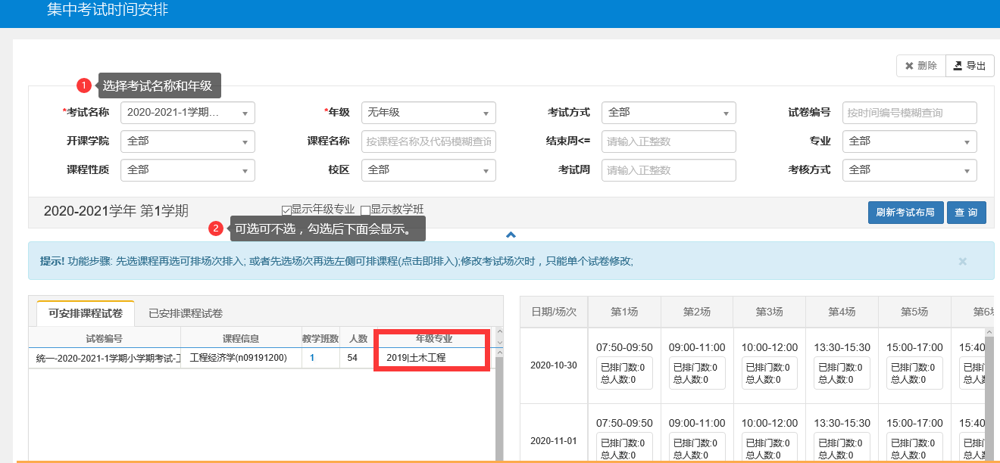 集中考试时间安排
删除 导出
1 选择考试名称和年级
*考试名称 2020-2021-1学期... *年级 无年级 考试方式 全部 试卷编号 按时间编号模糊查询
开课学院 全部 课程名称 按课程名称及代码模糊查询 结束周<= 请输入正整数 专业 全部
课程性质 全部 校区 全部 考试周 请输入正整数 考核方式 全部
2020-2021学年 第1学期 显示年级专业 显示教学班 刷新考试布局 查 询
2 可选可不选，勾选后下面会显示。
提示! 功能步骤: 先选课程再选可排场次排入; 或者先选场次再选左侧可排课程(点击即排入);修改考试场次时，只能单个试卷修改;
可安排课程试卷 已安排课程试卷
试卷编号 课程信息 教学班数 人数 年级专业
统一-2020-2021-1学期小学期考试- 工程经济学(n09191200) 1 54 2019|土木工程
日期/场次 第1场 第2场 第3场 第4场 第5场 第6
07:50-09:50 09:00-11:00 10:00-12:00 13:30-15:30 15:00-17:00 15:40
2020-10-30
已排门数:0 已排门数:0 已排门数:0 已排门数:0 已排门数:0 已排
总人数:0 总人数:0 总人数:0 总人数:0 总人数:0 总人
07:50-09:50 09:00-11:00 10:00-12:00 13:30-15:30 15:00-17:00 15:40
2020-11-01
已排门数:0 已排门数:0 已排门数:0 已排门数:0 已排门数:0 已排
总人数:0 总人数:0 总人数:0 总人数:0 总人数:0 总人